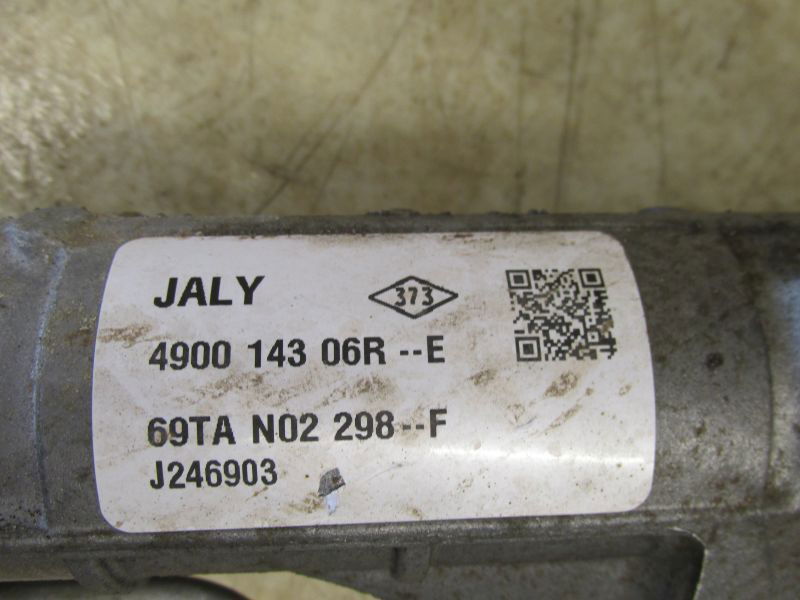 JALY
373
4900 143 06R --E
69TA N02 298--F
J246903